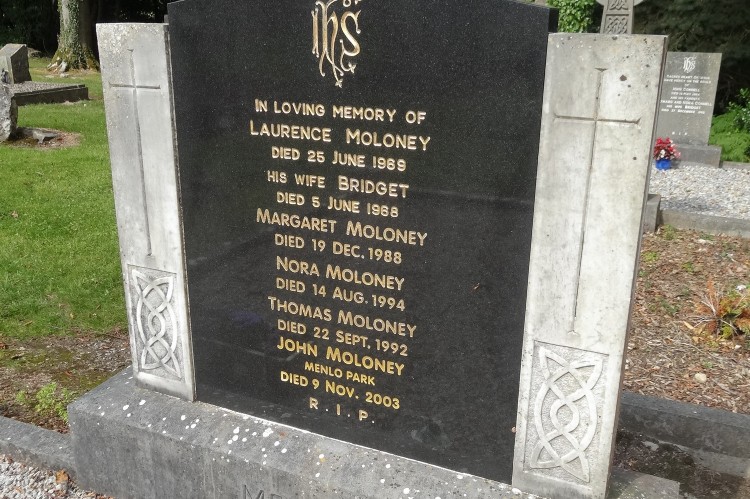 IHS
IN LOVING MEMORY OF
LAURENCE MOLONEY
DIED 25 JUNE 1969
HIS WIFE BRIDGET
DIED 5 JUNE 1968
MARGARET MOLONEY
DIED 19 DEC. 1988
NORA MOLONEY
DIED 14 AUG. 1994
THOMAS MOLONEY
DIED 22 SEPT. 1992
JOHN MOLONEY
MENLO PARK
DIED 9 NOV. 2003
R.I.P.